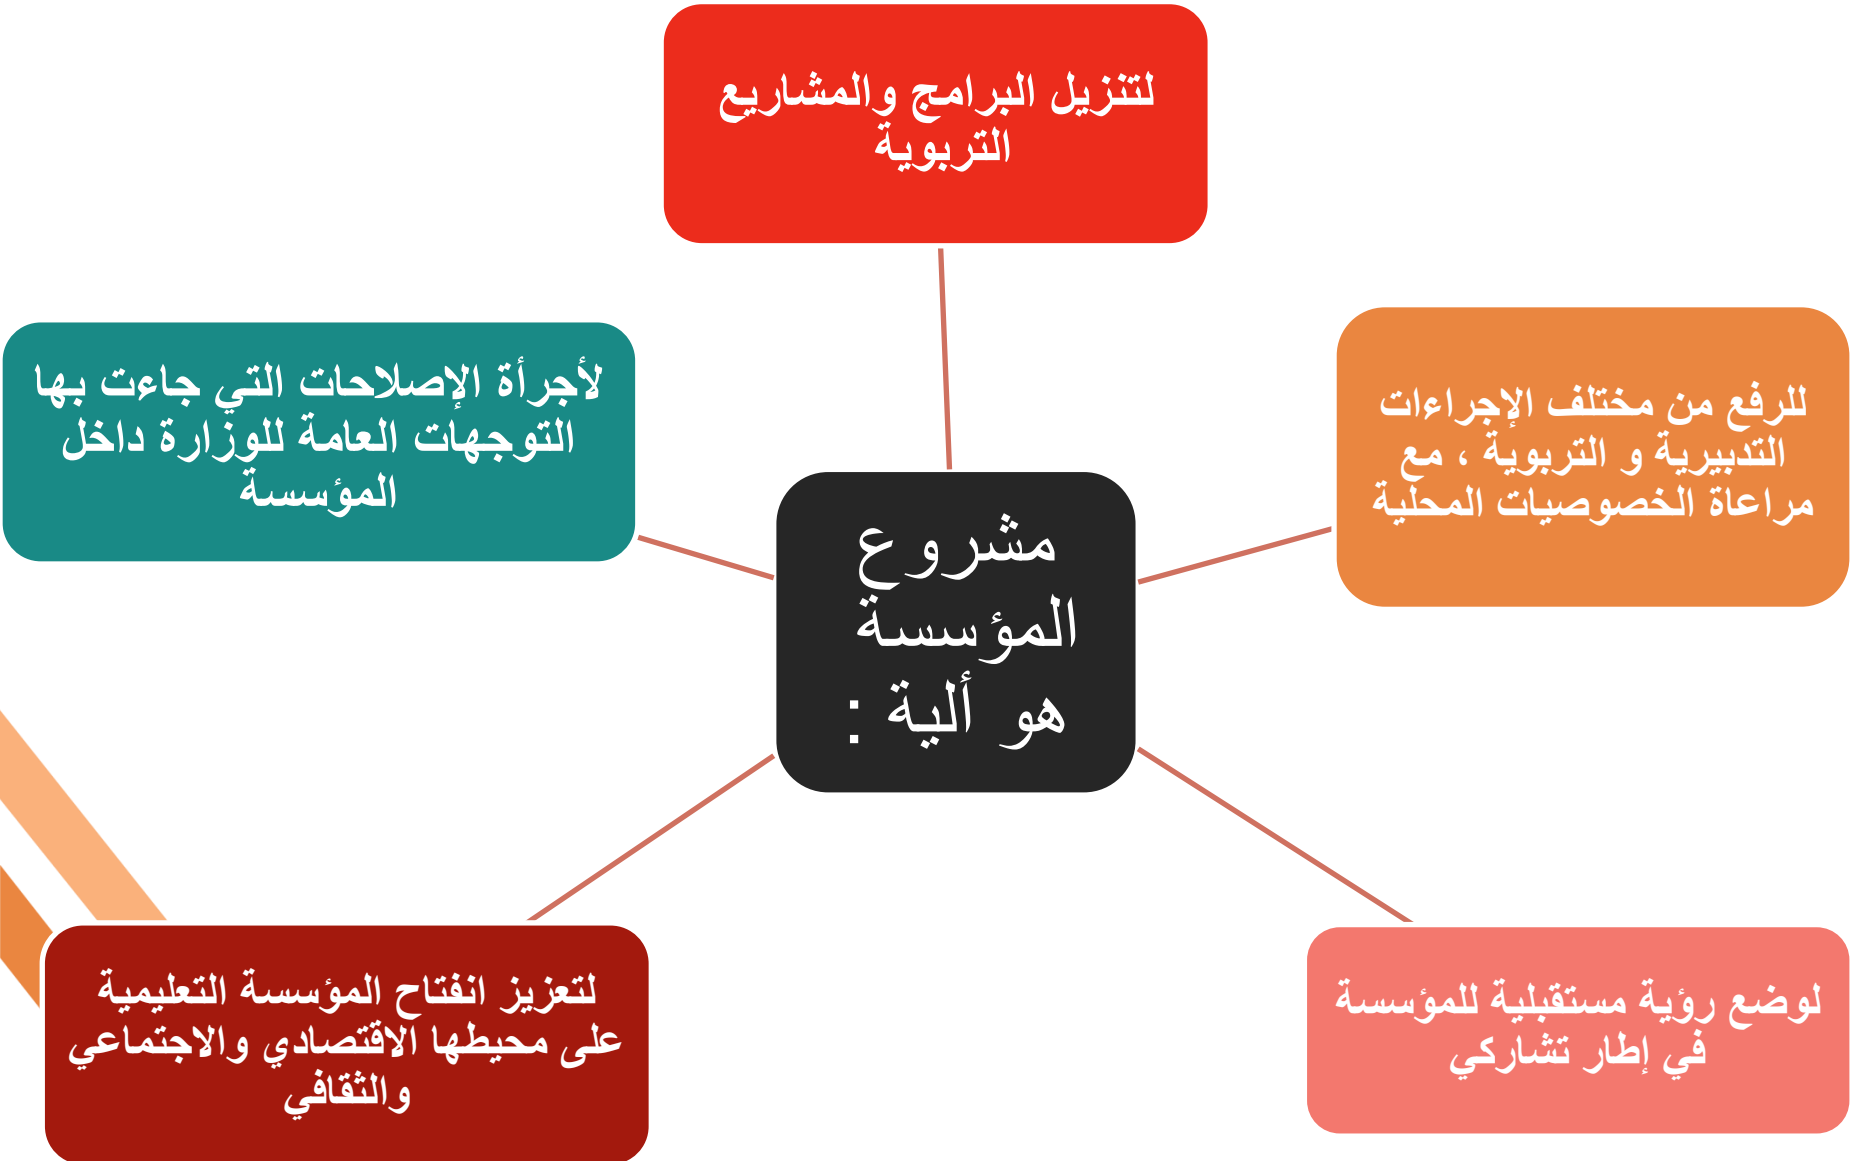 لتنزيل البرامج والمشاريع
التربوية
للرفع من مختلف الإجراءات
التدبيرية و التربوية ، مع
مراعاة الخصوصيات المحلية
لأجرأة الإصلاحات التي جاءت بها
التوجهات العامة للوزارة داخل
المؤسسة
مشروع
المؤسسة
هو ألية :
لوضع رؤية مستقبلية للمؤسسة
في إطار تشاركي
لتعزيز انفتاح المؤسسة التعليمية
على محيطها الاقتصادي والاجتماعي
والثقافي